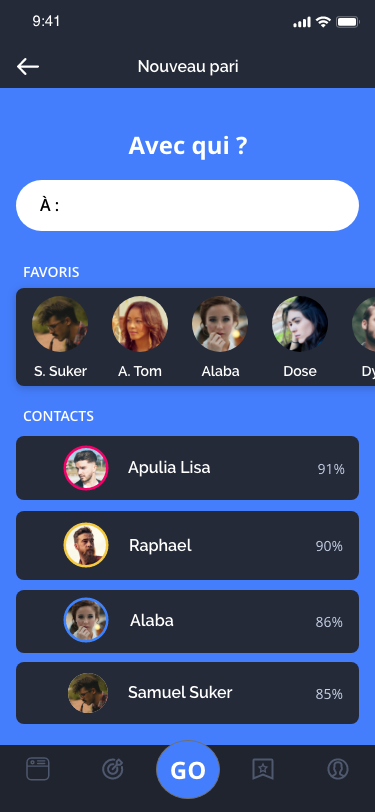 9:41
Nouveau pari
Avec qui ?
À :
FAVORIS
S. Suker A. Tom Alaba Dose Dy
CONTACTS
Apulia Lisa 91%
Raphael 90%
Alaba 86%
Samuel Suker 85%
GO